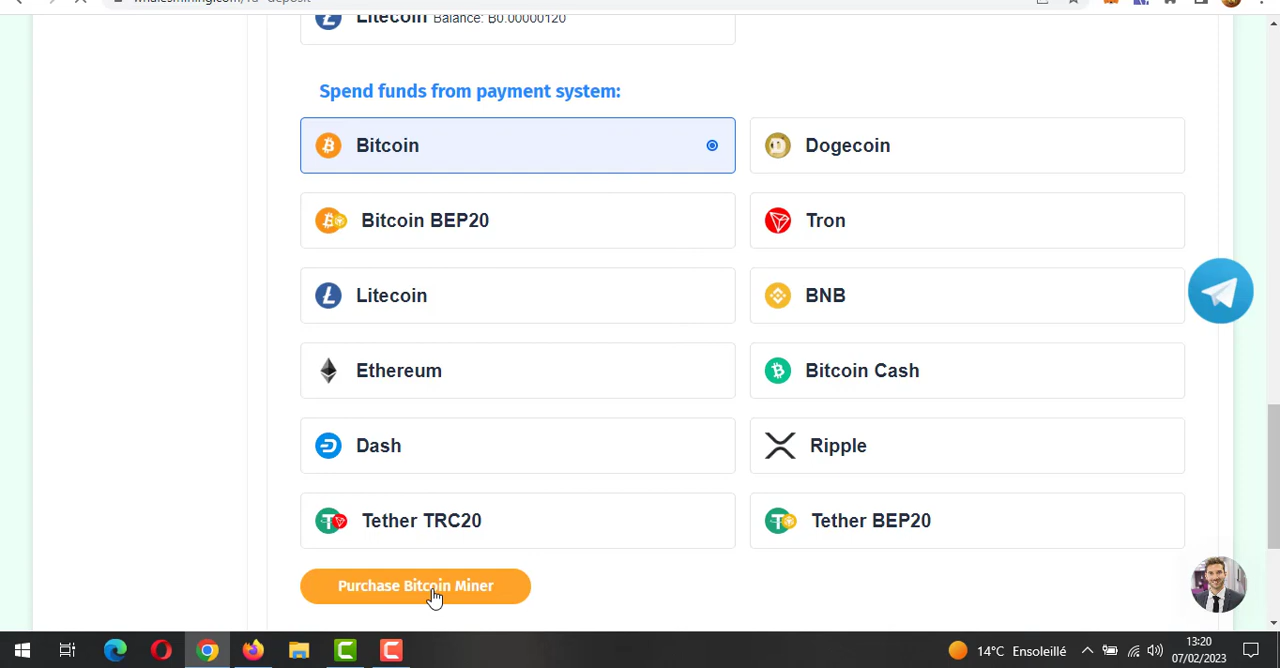 Litecoin Balance: B0.00000120
Spend funds from payment system:
Bitcoin
Dogecoin
Bitcoin BEP20
Tron
Litecoin
BNB
Ethereum
Bitcoin Cash
Dash
Ripple
Tether TRC20
Tether BEP20
Purchase Bitcoin Miner
14°C Ensoleillé
13:20
07/02/2023